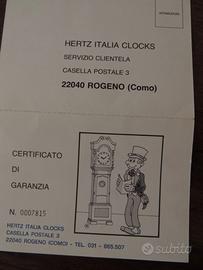 AFFRANCATURA
HERTZ ITALIA CLOCKS
SERVIZIO CLIENTELA
CASELLA POSTALE 3
22040 ROGENO (Como)
CERTIFICATO
DI
GARANZIA
N. 0007815
HERTZ ITALIA CLOCKS
CASELLA POSTALE 3
22040 ROGENO (COMO) - TEL. 031 - 865.507
subito